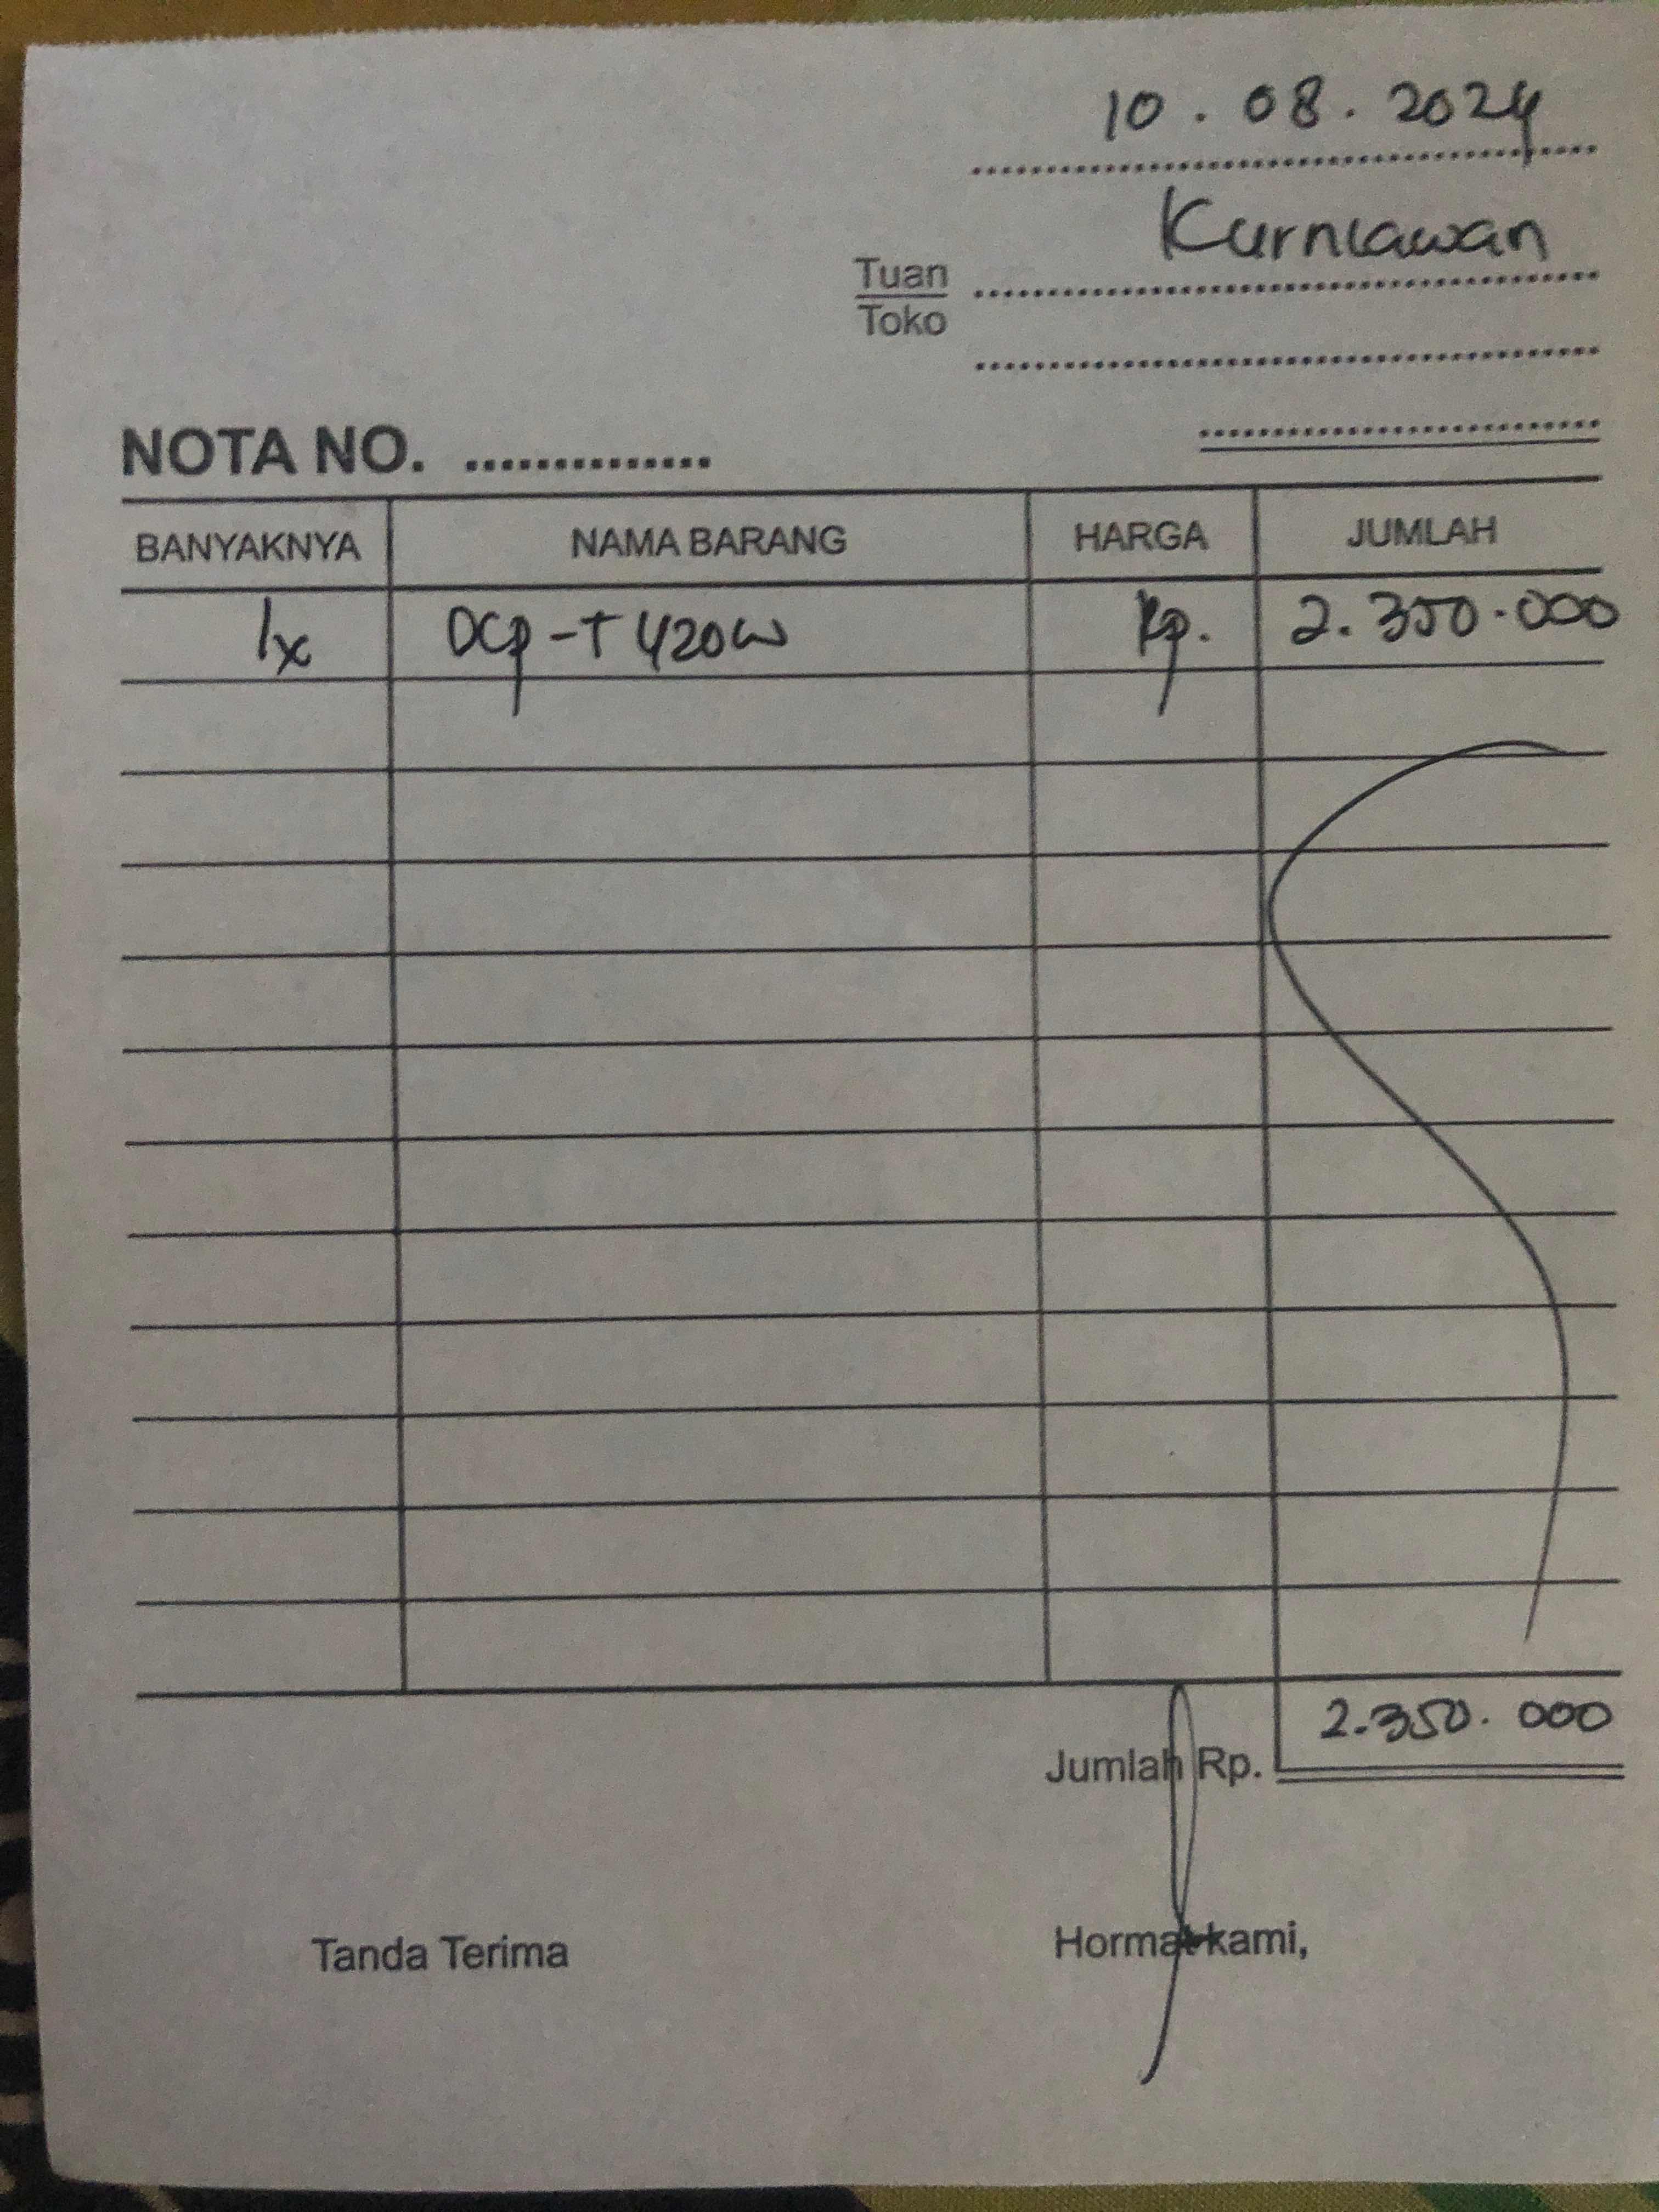 10 . 08 . 2024
Kurniawan
Tuan
Toko
NOTA NO. ..............
BANYAKNYA NAMA BARANG HARGA JUMLAH
1x DCp-T420W Rp. 2.350.000
2.350.000
Jumlah Rp.
Tanda Terima Hormat kami,